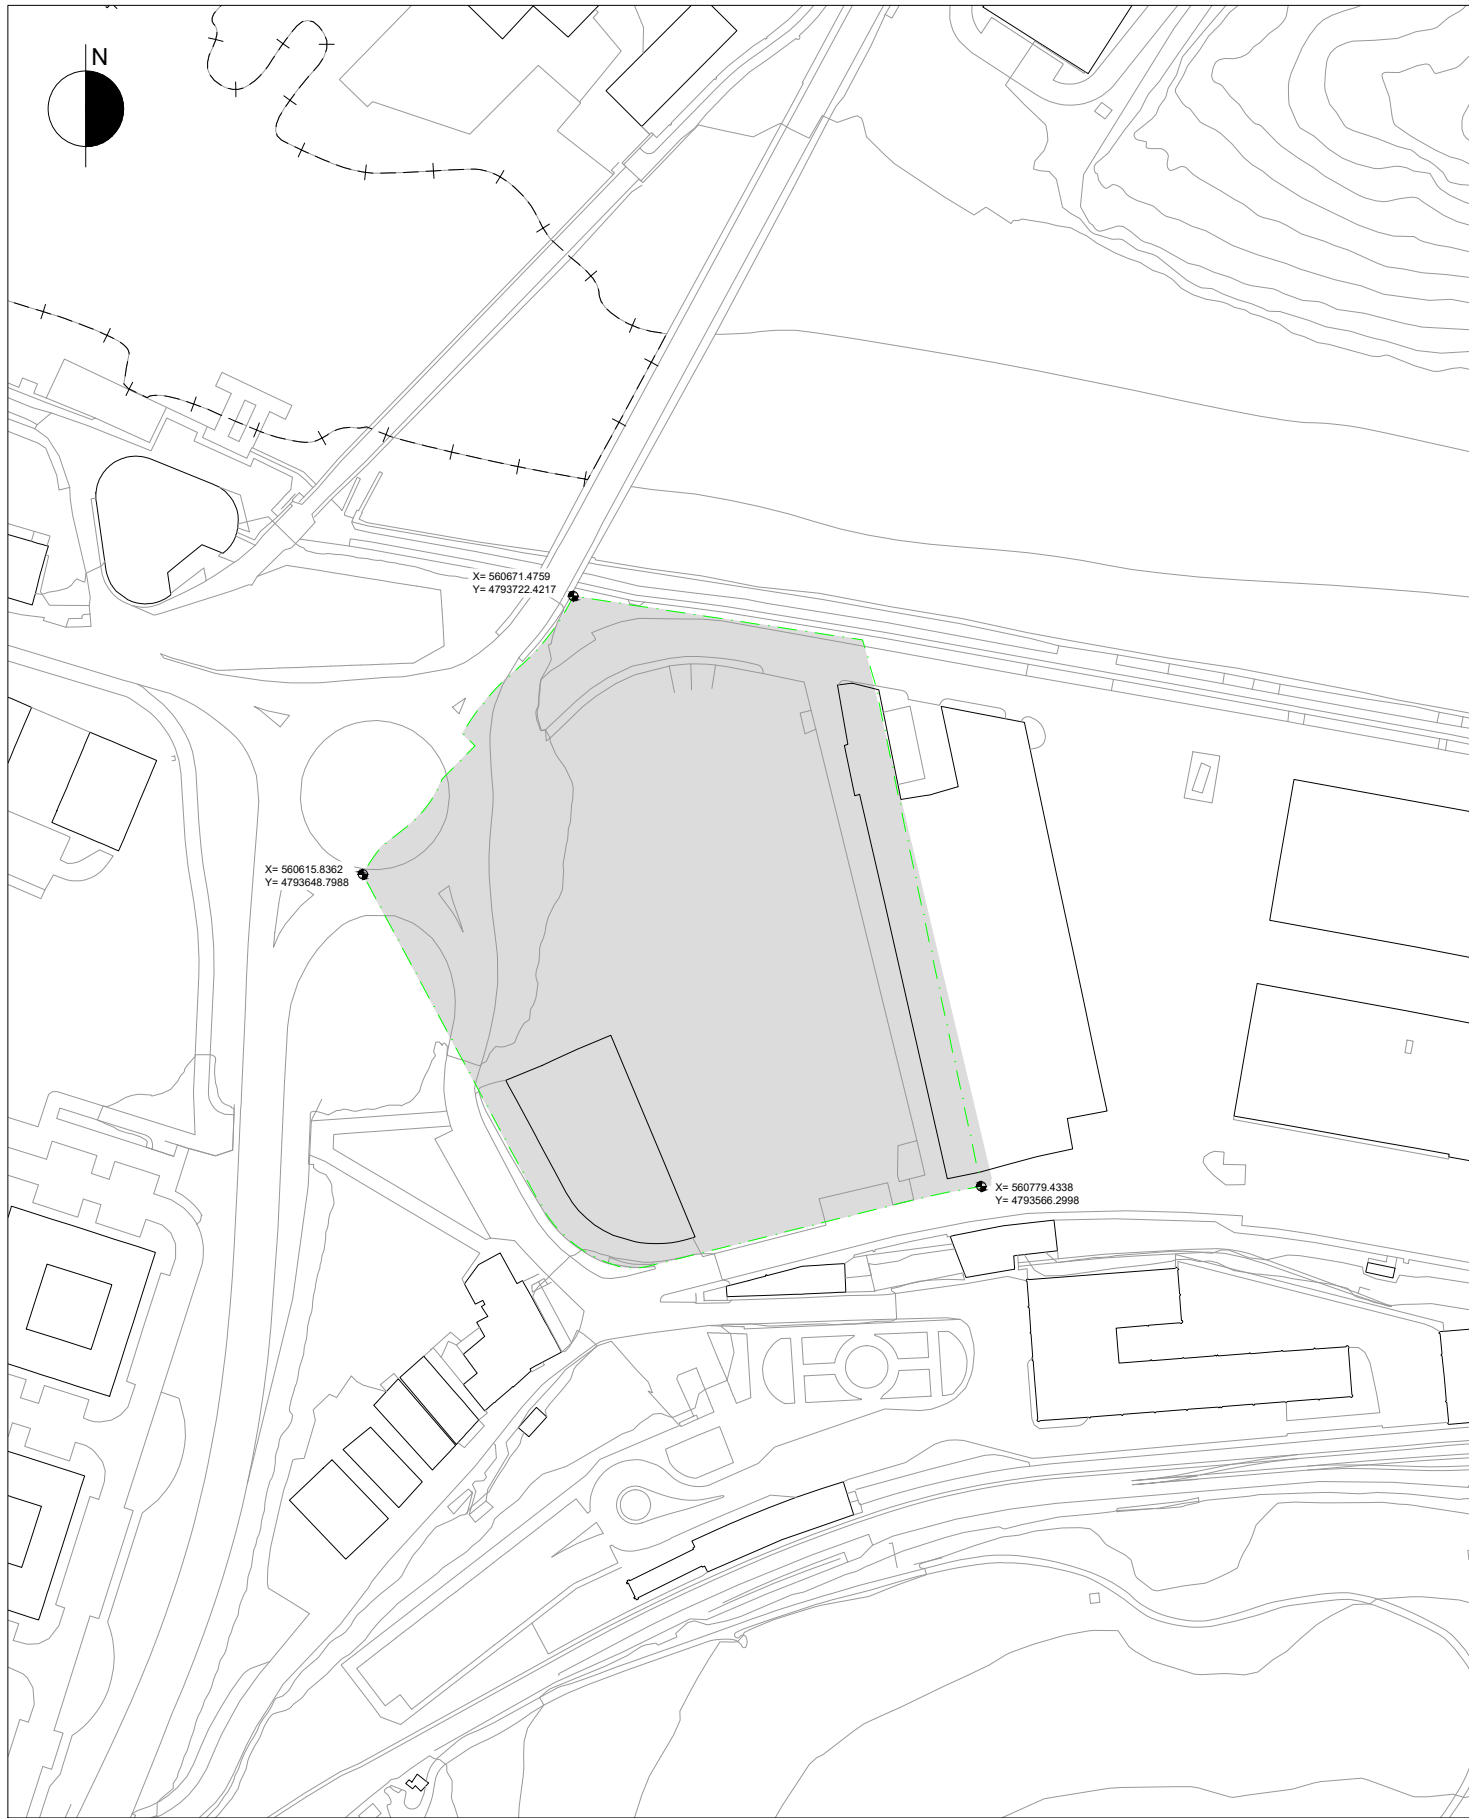 N
X= 560671.4759
Y= 4793722.4217
X= 560615.8362
Y= 4793648.7988
X= 560779.4338
Y= 4793566.2998